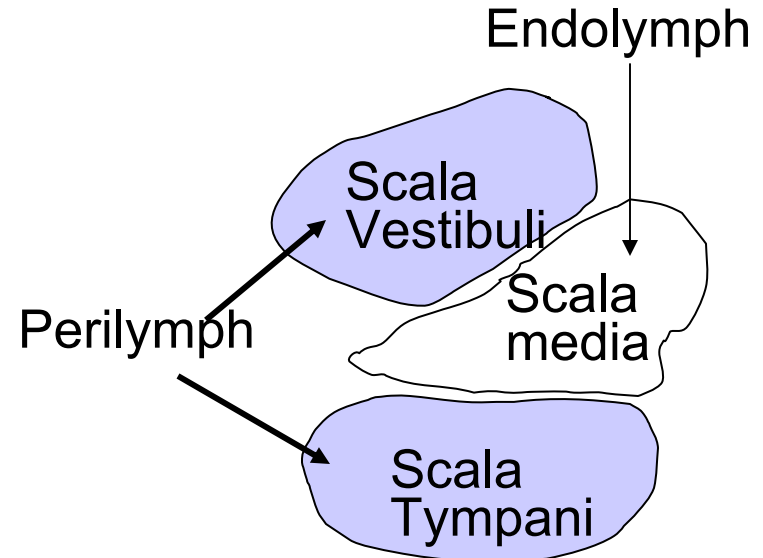 Endolymph
Scala
Vestibuli
Scala
media
Perilymph
Scala
Tympani